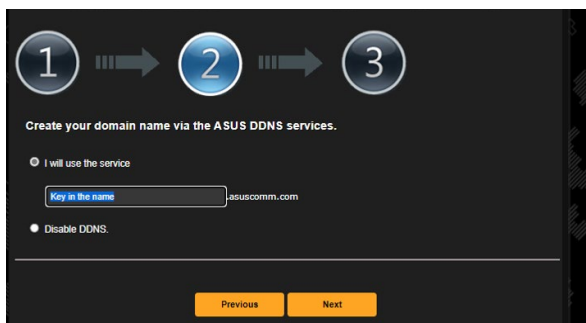 1 2 3
Create your domain name via the ASUS DDNS services.
I will use the service
Key in the name .asuscomm.com
Disable DDNS.
Previous Next